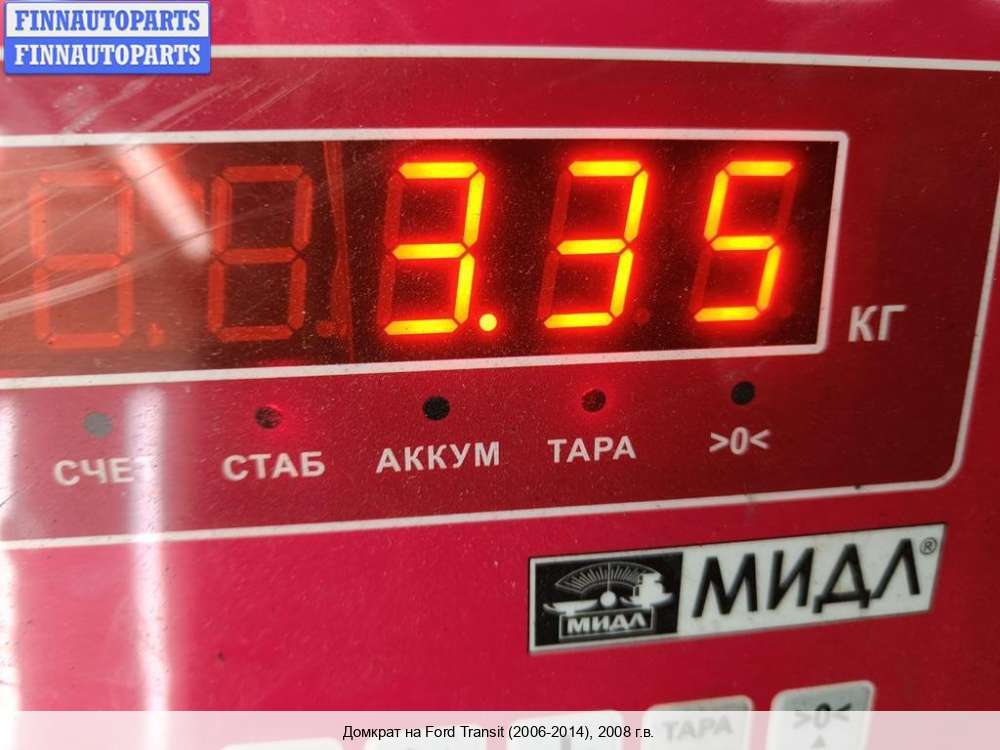 FINNAUTOPARTS
FINNAUTOPARTS
3.35
КГ
СЧЕТ СТАБ АККУМ ТАРА >0<
МИДЛ МИДЛ®
ТАРА >0<
Домкрат на Ford Transit (2006-2014), 2008 г.в.